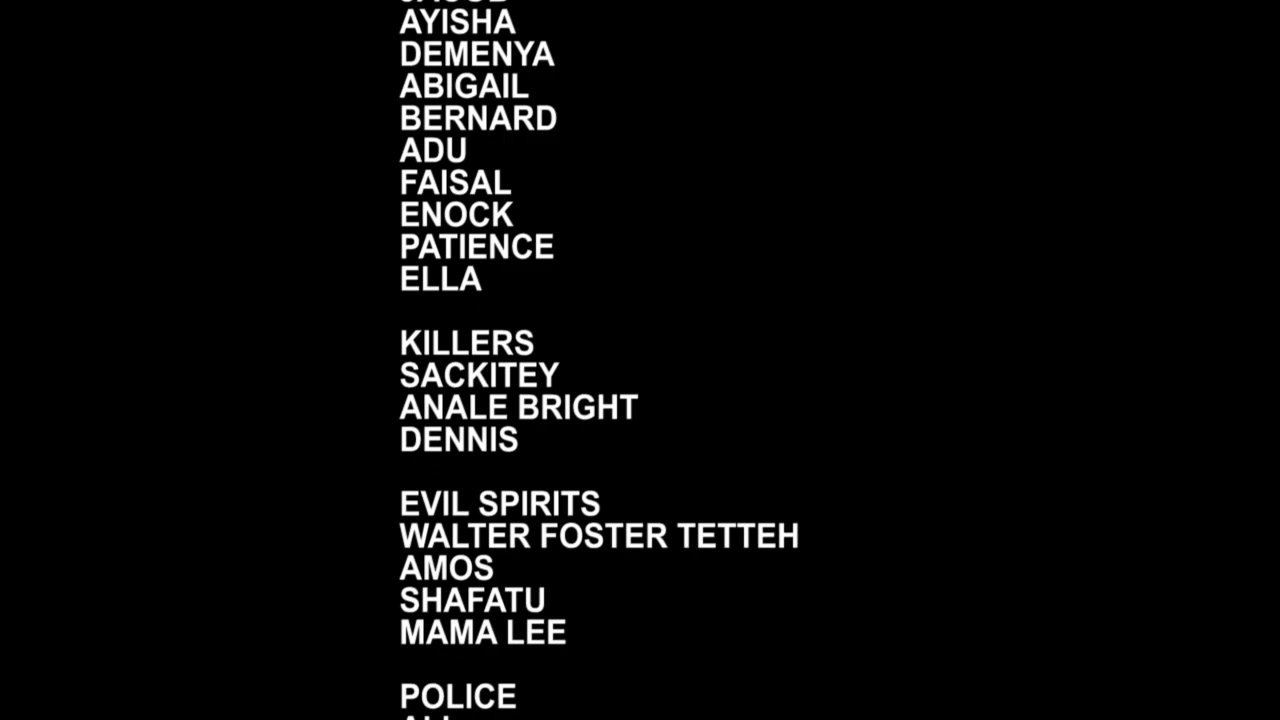 AYISHA
DEMENYA
ABIGAIL
BERNARD
ADU
FAISAL
ENOCK
PATIENCE
ELLA
KILLERS
SACKITEY
ANALE BRIGHT
DENNIS
EVIL SPIRITS
WALTER FOSTER TETTEH
AMOS
SHAFATU
MAMA LEE
POLICE